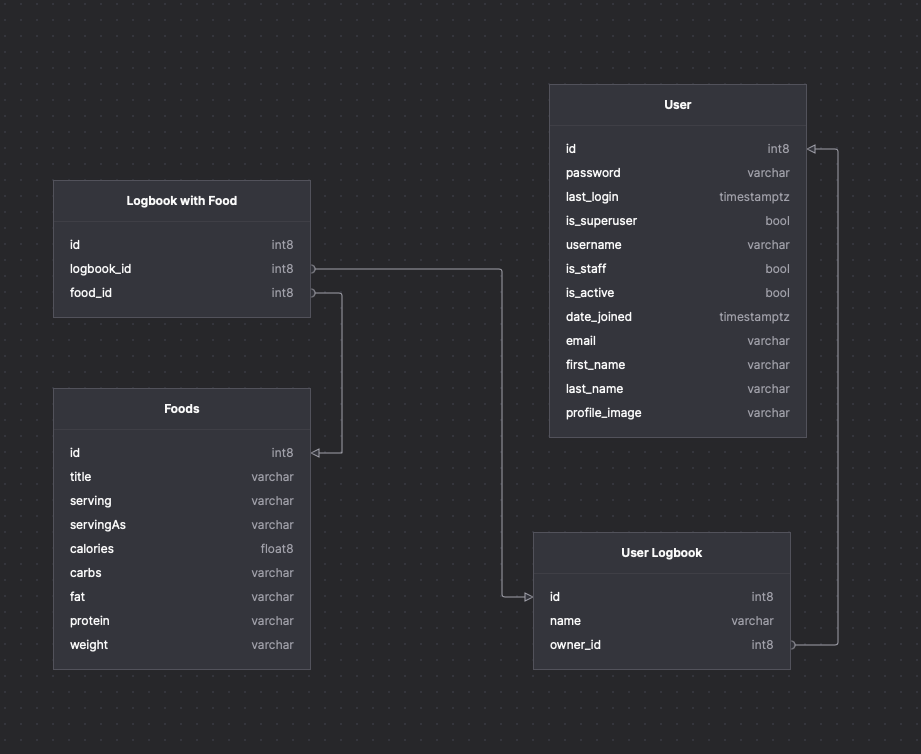 User
id int8
password varchar
last_login timestamptz
is_superuser bool
username varchar
is_staff bool
is_active bool
date_joined timestamptz
email varchar
first_name varchar
last_name varchar
profile_image varchar
Logbook with Food
id int8
logbook_id int8
food_id int8
Foods
id int8
title varchar
serving varchar
servingAs varchar
calories float8
carbs varchar
fat varchar
protein varchar
weight varchar
User Logbook
id int8
name varchar
owner_id int8